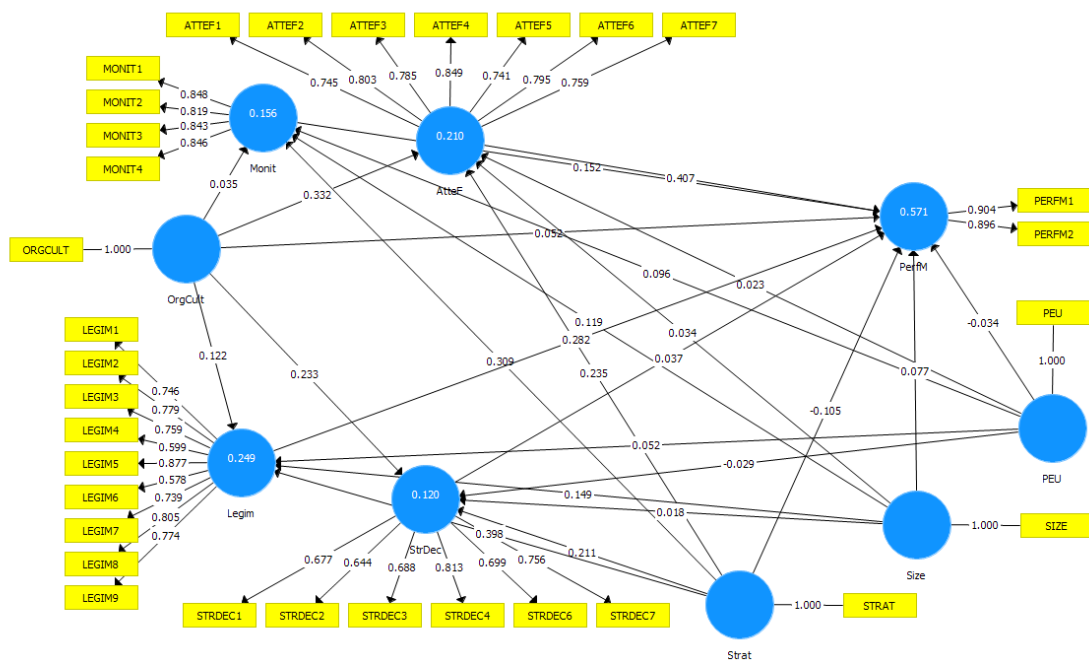 ATTEF1 ATTEF2 ATTEF3 ATTEF4 ATTEF5 ATTEF6 ATTEF7
0.745 0.803 0.785 0.849 0.741 0.795 0.759
MONIT1
MONIT2
MONIT3
MONIT4
0.848
0.819
0.843
0.846
0.156
Monit
0.210
AtteF
0.035
0.332
0.152
0.407
0.571
PerfM
0.904
0.896
PERFM1
PERFM2
ORGCULT
1.000
OrgCult
0.052
0.096
0.023
LEGIM1
LEGIM2
LEGIM3
LEGIM4
LEGIM5
LEGIM6
LEGIM7
LEGIM8
LEGIM9
0.746
0.779
0.759
0.599
0.877
0.578
0.739
0.805
0.774
0.122
0.233
0.309
0.119
0.282
0.235
0.034
0.037
-0.034
0.077
-0.105
PEU
1.000
PEU
0.249
Legim
0.120
StrDec
0.052
-0.029
0.149
0.018
0.398
0.211
1.000
SIZE
Size
0.677 0.644 0.688 0.813 0.699 0.756
STRDEC1 STRDEC2 STRDEC3 STRDEC4 STRDEC6 STRDEC7
1.000
STRAT
Strat